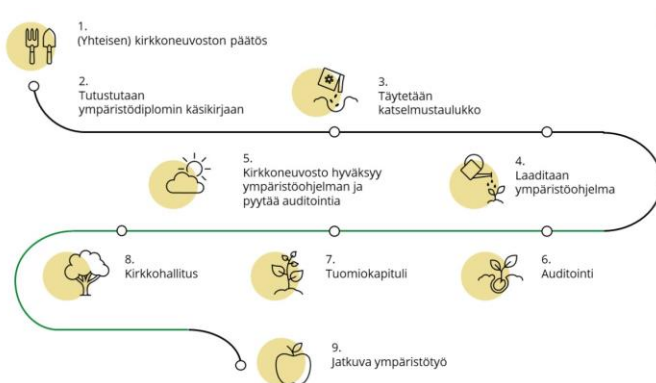 1.
(Yhteisen) kirkkoneuvoston päätös
2.
Tutustutaan
ympäristödiplomin käsikirjaan
3.
Täytetään
katselmustaulukko
4.
Laaditaan
ympäristöohjelma
5.
Kirkkoneuvosto hyväksyy
ympäristöohjelman ja
pyytää auditointia
6.
Auditointi
7.
Tuomiokapituli
8.
Kirkkohallitus
9.
Jatkuva ympäristötyö